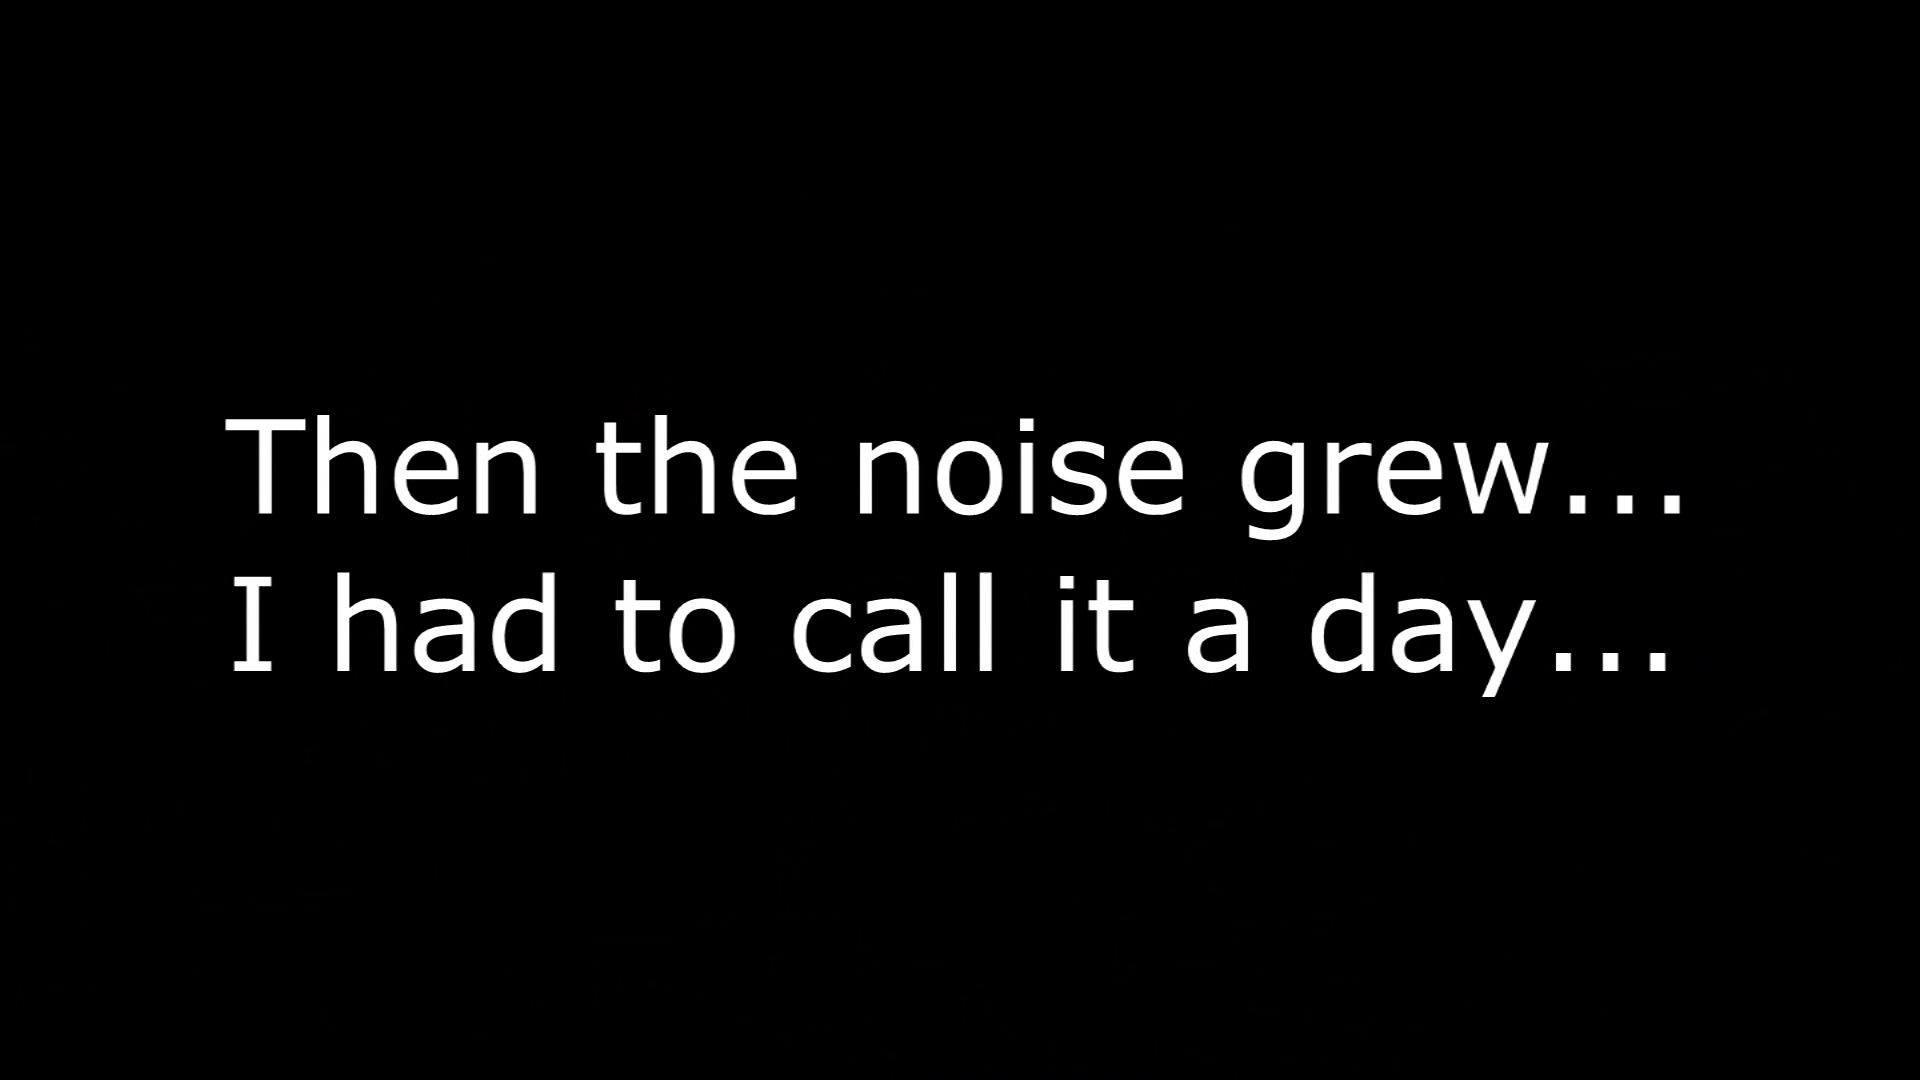 Then the noise grew...
I had to call it a day...